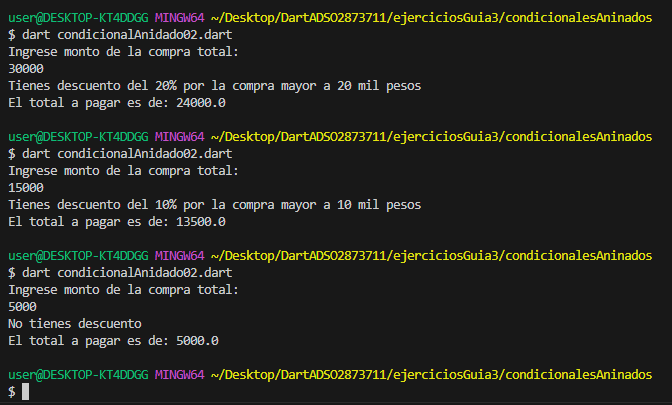 user@DESKTOP-KT4DDGG MINGW64 ~/Desktop/DartADSO2873711/ejerciciosGuia3/condicionalesAninados
$ dart condicionalAnidado02.dart
Ingrese monto de la compra total:
30000
Tienes descuento del 20% por la compra mayor a 20 mil pesos
El total a pagar es de: 24000.0
user@DESKTOP-KT4DDGG MINGW64 ~/Desktop/DartADSO2873711/ejerciciosGuia3/condicionalesAninados
$ dart condicionalAnidado02.dart
Ingrese monto de la compra total:
15000
Tienes descuento del 10% por la compra mayor a 10 mil pesos
El total a pagar es de: 13500.0
user@DESKTOP-KT4DDGG MINGW64 ~/Desktop/DartADSO2873711/ejerciciosGuia3/condicionalesAninados
$ dart condicionalAnidado02.dart
Ingrese monto de la compra total:
5000
No tienes descuento
El total a pagar es de: 5000.0
user@DESKTOP-KT4DDGG MINGW64 ~/Desktop/DartADSO2873711/ejerciciosGuia3/condicionalesAninados
$